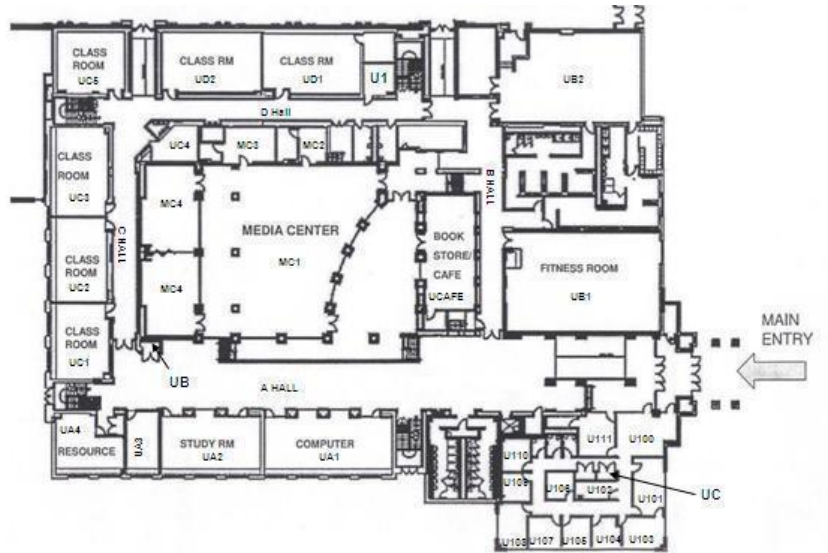 CLASS
ROOM
UC5
CLASS RM
UD2
CLASS RM
UD1
U1
UB2
D Hall
UC4
MC3
MC2
CLASS
ROOM
UC3
MC4
MEDIA CENTER
MC1
B HALL
C HALL
BOOK
STORE/
CAFE
UCAFE
FITNESS ROOM
UB1
CLASS
ROOM
UC2
MC4
CLASS
ROOM
UC1
MAIN
ENTRY
UB
A HALL
UA4
RESOURCE
UA3
STUDY RM
UA2
COMPUTER
UA1
U111
U100
U110
U109
U106
U102
U101
UC
U108
U107
U105
U104
U103